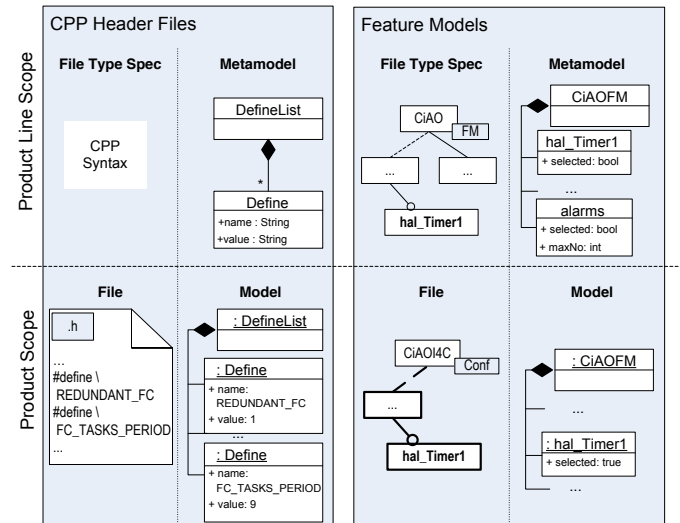 CPP Header Files
File Type Spec
Metamodel
CPP
Syntax
DefineList
*
Define
+name : String
+value : String
Feature Models
File Type Spec
Metamodel
CiAO
FM
...
...
hal_Timer1
CiAOFM
hal_Timer1
+ selected: bool
...
alarms
+ selected: bool
+ maxNo: int
Product Line Scope
File
Model
.h
...
#define \
REDUNDANT_FC
#define \
FC_TASKS_PERIOD
...
: DefineList
: Define
+ name:
REDUNDANT_FC
+ value: 1
...
: Define
+ name:
FC_TASKS_PERIOD
+ value: 9
File
Model
CiAOI4C
Conf
...
hal_Timer1
: CiAOFM
...
: hal_Timer1
+ selected: true
...
Product Scope